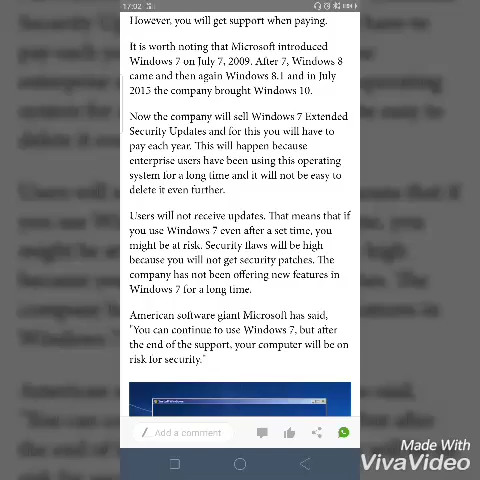 17:02
However, you will get support when paying.
It is worth noting that Microsoft introduced
Windows 7 on July 7, 2009. After 7, Windows 8
came and then again Windows 8.1 and in July
2015 the company brought Windows 10.
Now the company will sell Windows 7 Extended
Security Updates and for this you will have to
pay each year. This will happen because
enterprise users have been using this operating
system for a long time and it will not be easy to
delete it even further.
Users will not receive updates. That means that if
you use Windows 7 even after a set time, you
might be at risk. Security flaws will be high
because you will not get security patches. The
company has not been offering new features in
Windows 7 for a long time.
American software giant Microsoft has said,
"You can continue to use Windows 7, but after
the end of the support, your computer will be on
risk for security."
Add a comment
Made With
VivaVideo